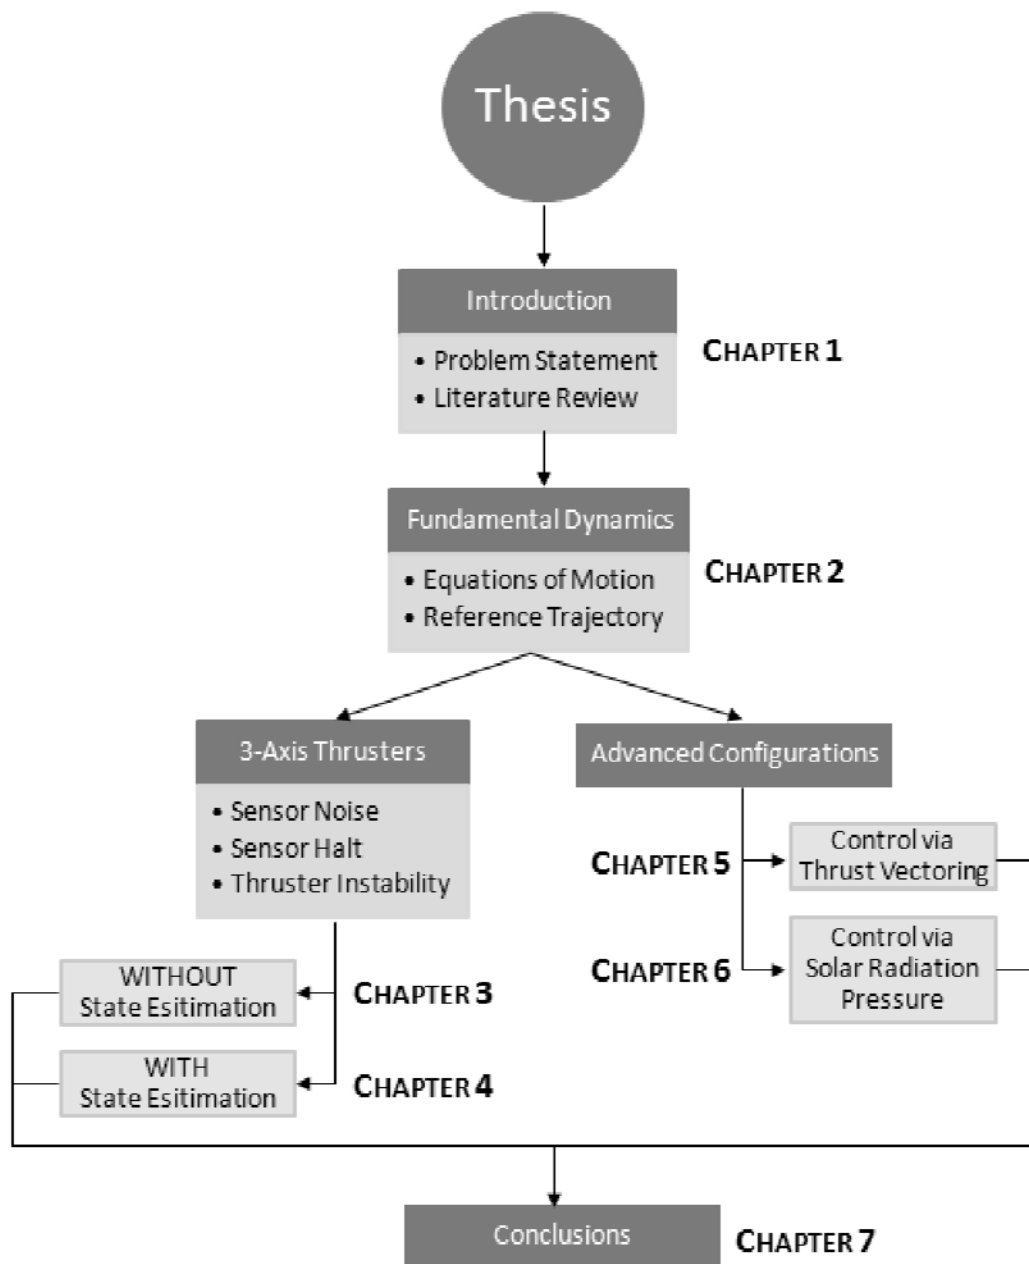 Thesis
Introduction
• Problem Statement
• Literature Review
CHAPTER 1
Fundamental Dynamics
• Equations of Motion
• Reference Trajectory
CHAPTER 2
3-Axis Thrusters
• Sensor Noise
• Sensor Halt
• Thruster Instability
WITHOUT
State Esitimation
CHAPTER 3
WITH
State Esitimation
CHAPTER 4
Advanced Configurations
CHAPTER 5
Control via
Thrust Vectoring
CHAPTER 6
Control via
Solar Radiation
Pressure
Conclusions
CHAPTER 7